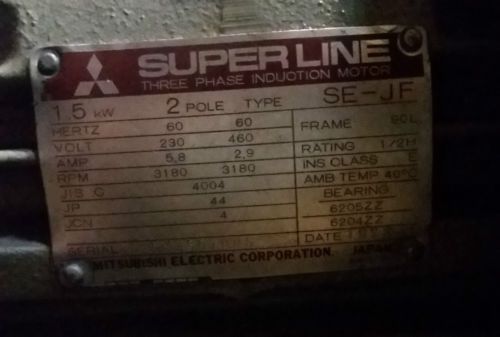 SUPER LINE
THREE PHASE INDUCTION MOTOR
1.5 kW 2 POLE TYPE SE-JF
HERTZ 60 60 FRAME 90L
VOLT 230 460 RATING 1/2H
AMP 5,8 2,9 INS CLASS E
RPM 3180 3180 AMB TEMP 40°C
JIS C 4004 BEARING
JP 44 6205ZZ
JCN 4 6204ZZ
SERIAL DATE
MITSUBISHI ELECTRIC CORPORATION. JAPAN